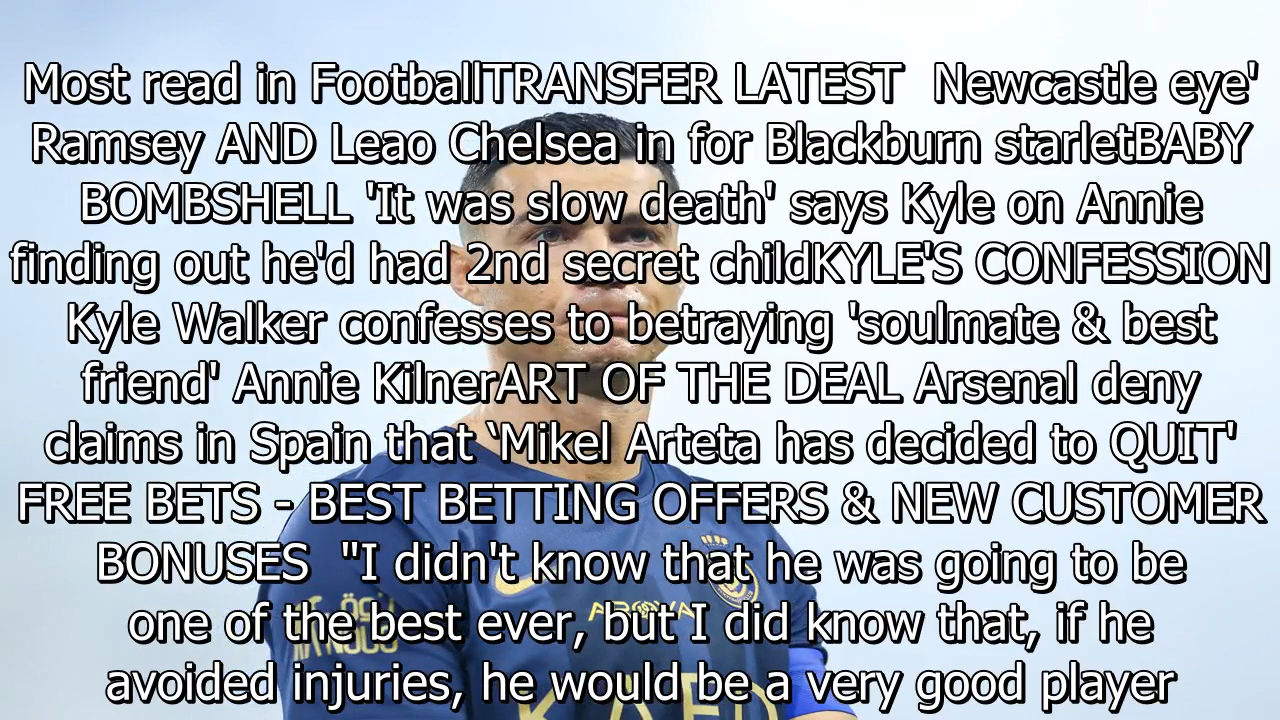 Most read in FootballTRANSFER LATEST  Newcastle eye'
Ramsey AND Leao Chelsea in for Blackburn starletBABY
BOMBSHELL 'It was slow death' says Kyle on Annie
finding out he'd had 2nd secret childKYLE'S CONFESSION
Kyle Walker confesses to betraying 'soulmate & best
friend' Annie KilnerART OF THE DEAL Arsenal deny
claims in Spain that ‘Mikel Arteta has decided to QUIT'
FREE BETS - BEST BETTING OFFERS & NEW CUSTOMER
BONUSES  "I didn't know that he was going to be
one of the best ever, but I did know that, if he
avoided injuries, he would be a very good player